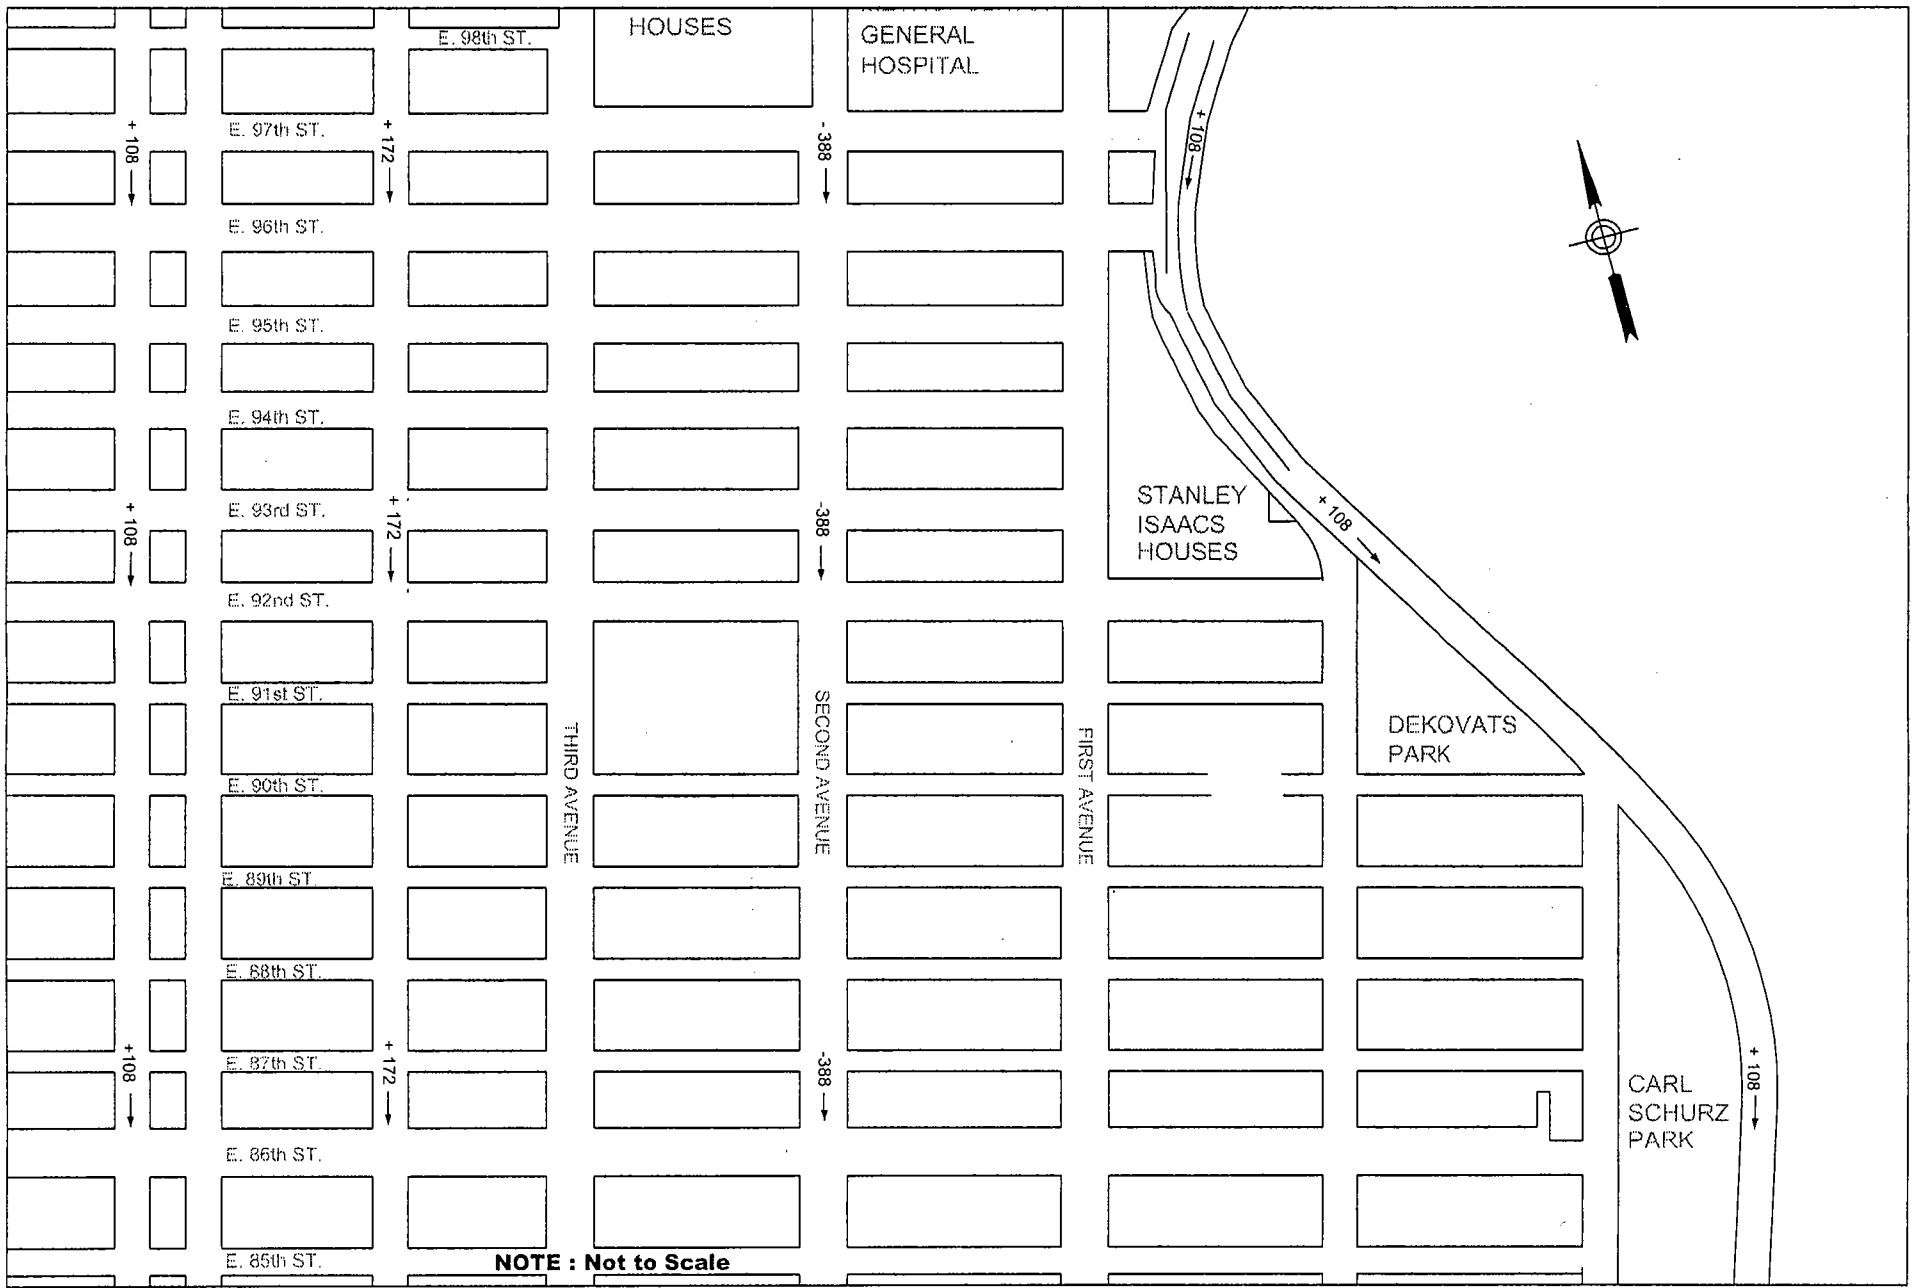 HOUSES
GENERAL
HOSPITAL
E. 98th ST.
E. 97th ST.
+ 108
+ 172
- 388
+ 108
E. 96th ST.
E. 95th ST.
E. 94th ST.
E. 93rd ST.
+ 108
+172
-388
STANLEY
ISAACS
HOUSES
+ 108
E. 92nd ST.
E. 91st ST.
THIRD AVENUE
SECOND AVENUE
FIRST AVENUE
DEKOVATS
PARK
E. 90th ST.
E. 89th ST.
E. 88th ST.
E. 87th ST.
+108
+ 172
-388
+ 108
CARL
SCHURZ
PARK
E. 86th ST.
E. 85th ST.
NOTE : Not to Scale